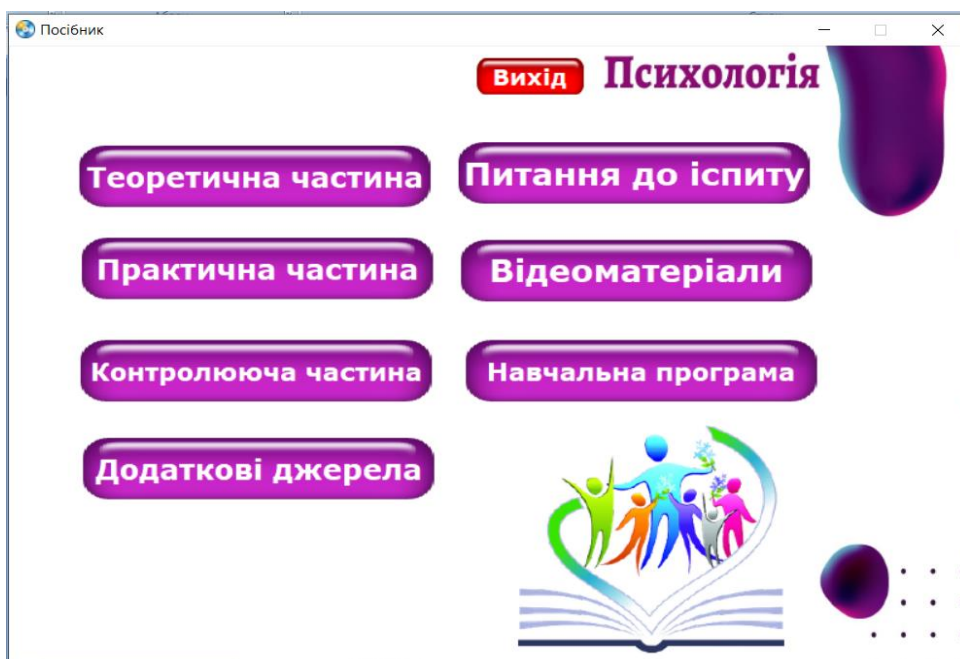 Посібник
Вихід
Психологія
Теоретична частина
Питання до іспиту
Практична частина
Відеоматеріали
Контролююча частина
Навчальна програма
Додаткові джерела